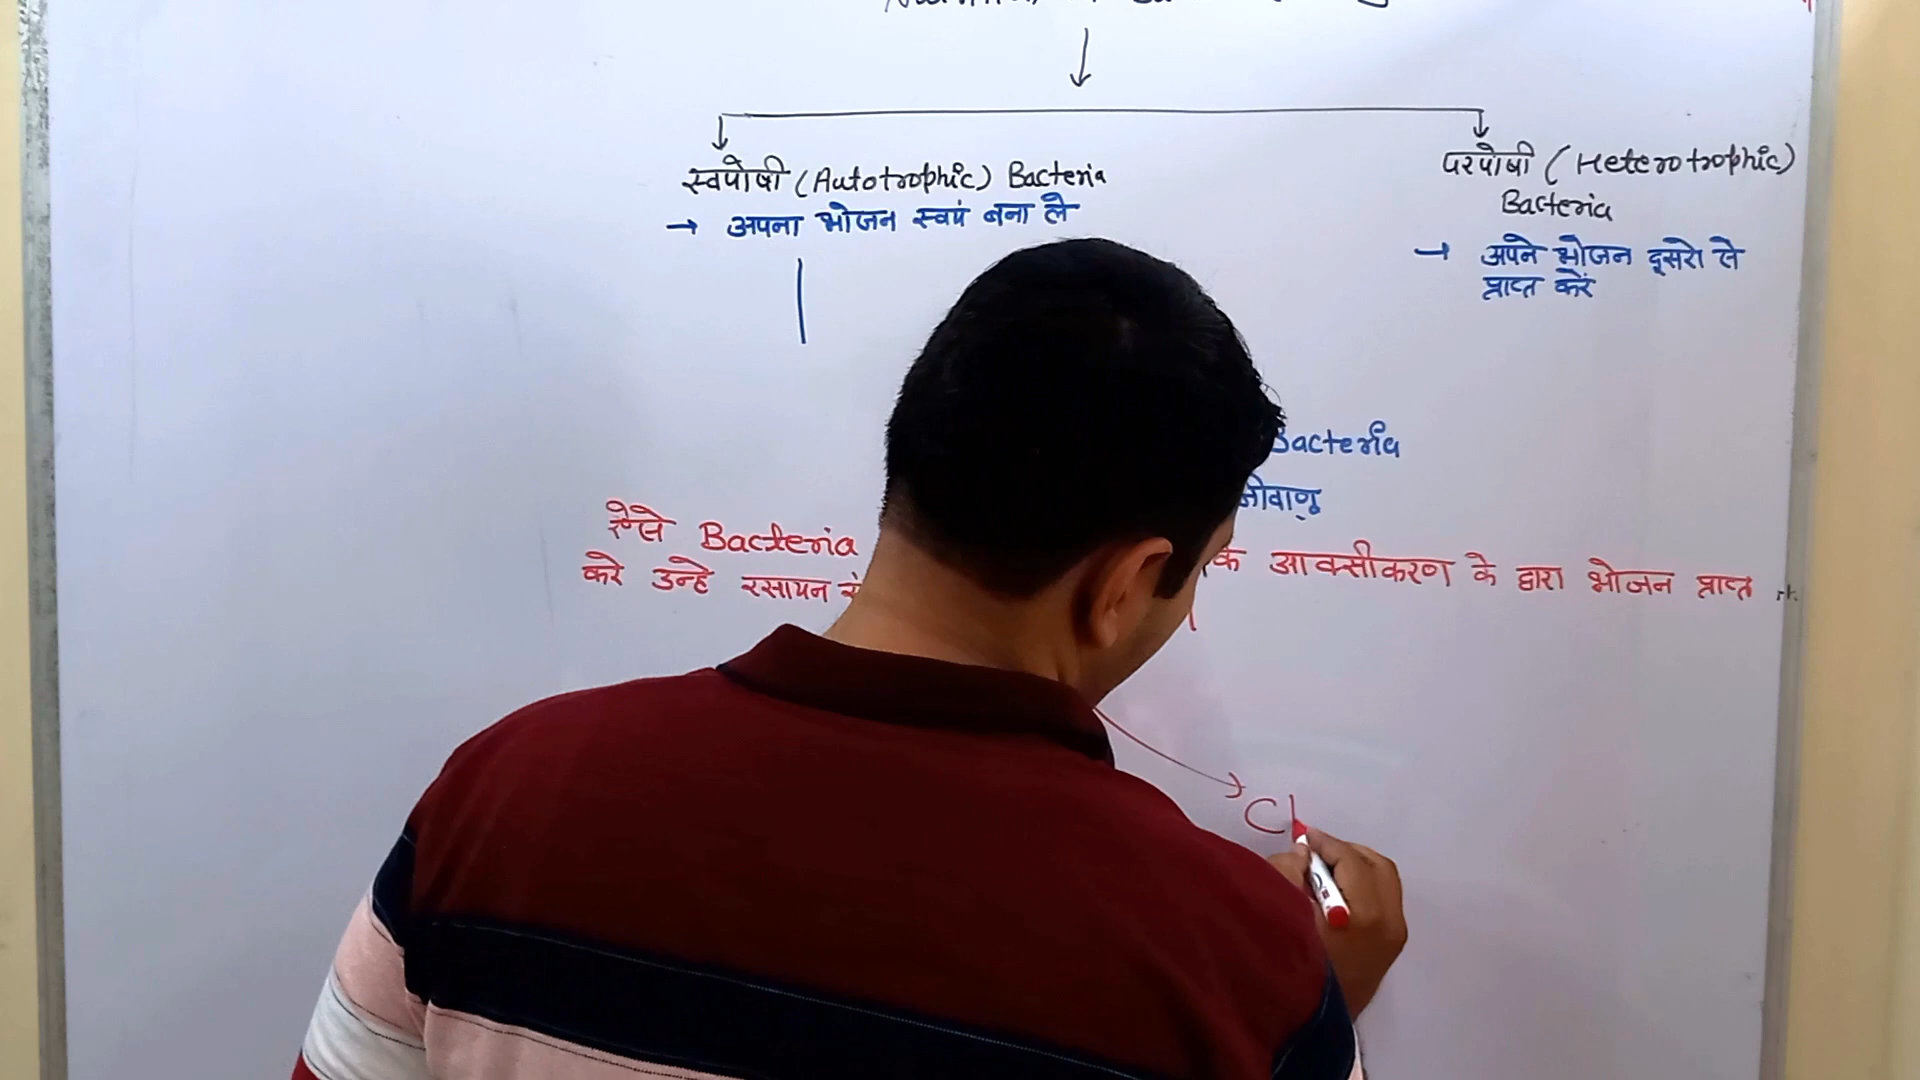 स्वपोषी (Autotrophic) Bacteria
→ अपना भोजन स्वयं बना ले
परपोषी (Heterotrophic)
Bacteria
→ अपने भोजन दूसरो से
प्राप्त करें
Bacteria
जीवाणु
ऐसे Bacteria आक्सीकरण के द्वारा भोजन प्राप्त
करे उन्हे रसायन